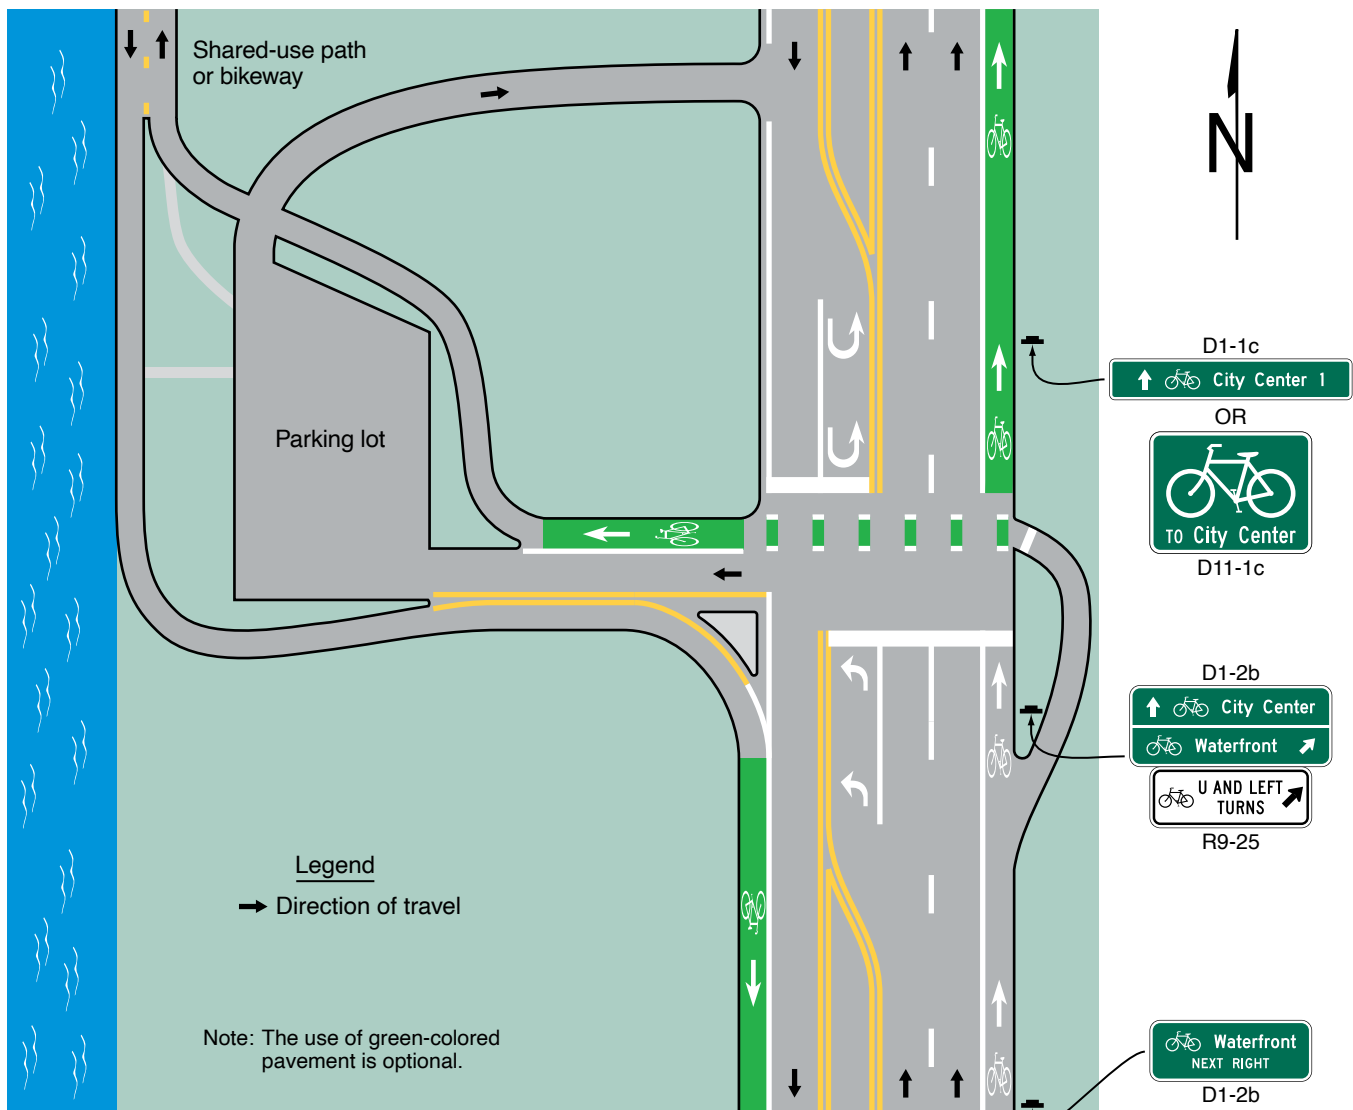 Shared-use path
or bikeway
N
D1-1c
City Center 1
OR
TO City Center
D11-1c
Parking lot
D1-2b
City Center
Waterfront
U AND LEFT
TURNS
R9-25
Legend
Direction of travel
Note: The use of green-colored
pavement is optional.
Waterfront
NEXT RIGHT
D1-2b